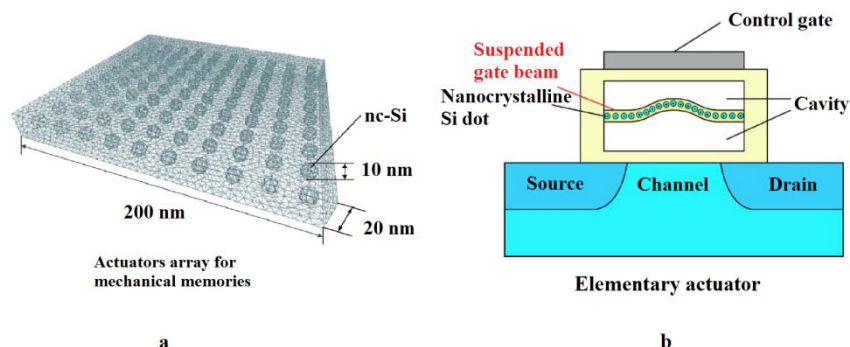 nc-Si
10 nm
200 nm
20 nm
Actuators array for
mechanical memories
a
Control gate
Suspended
gate beam
Nanocrystalline
Si dot
Cavity
Source
Channel
Drain
Elementary actuator
b